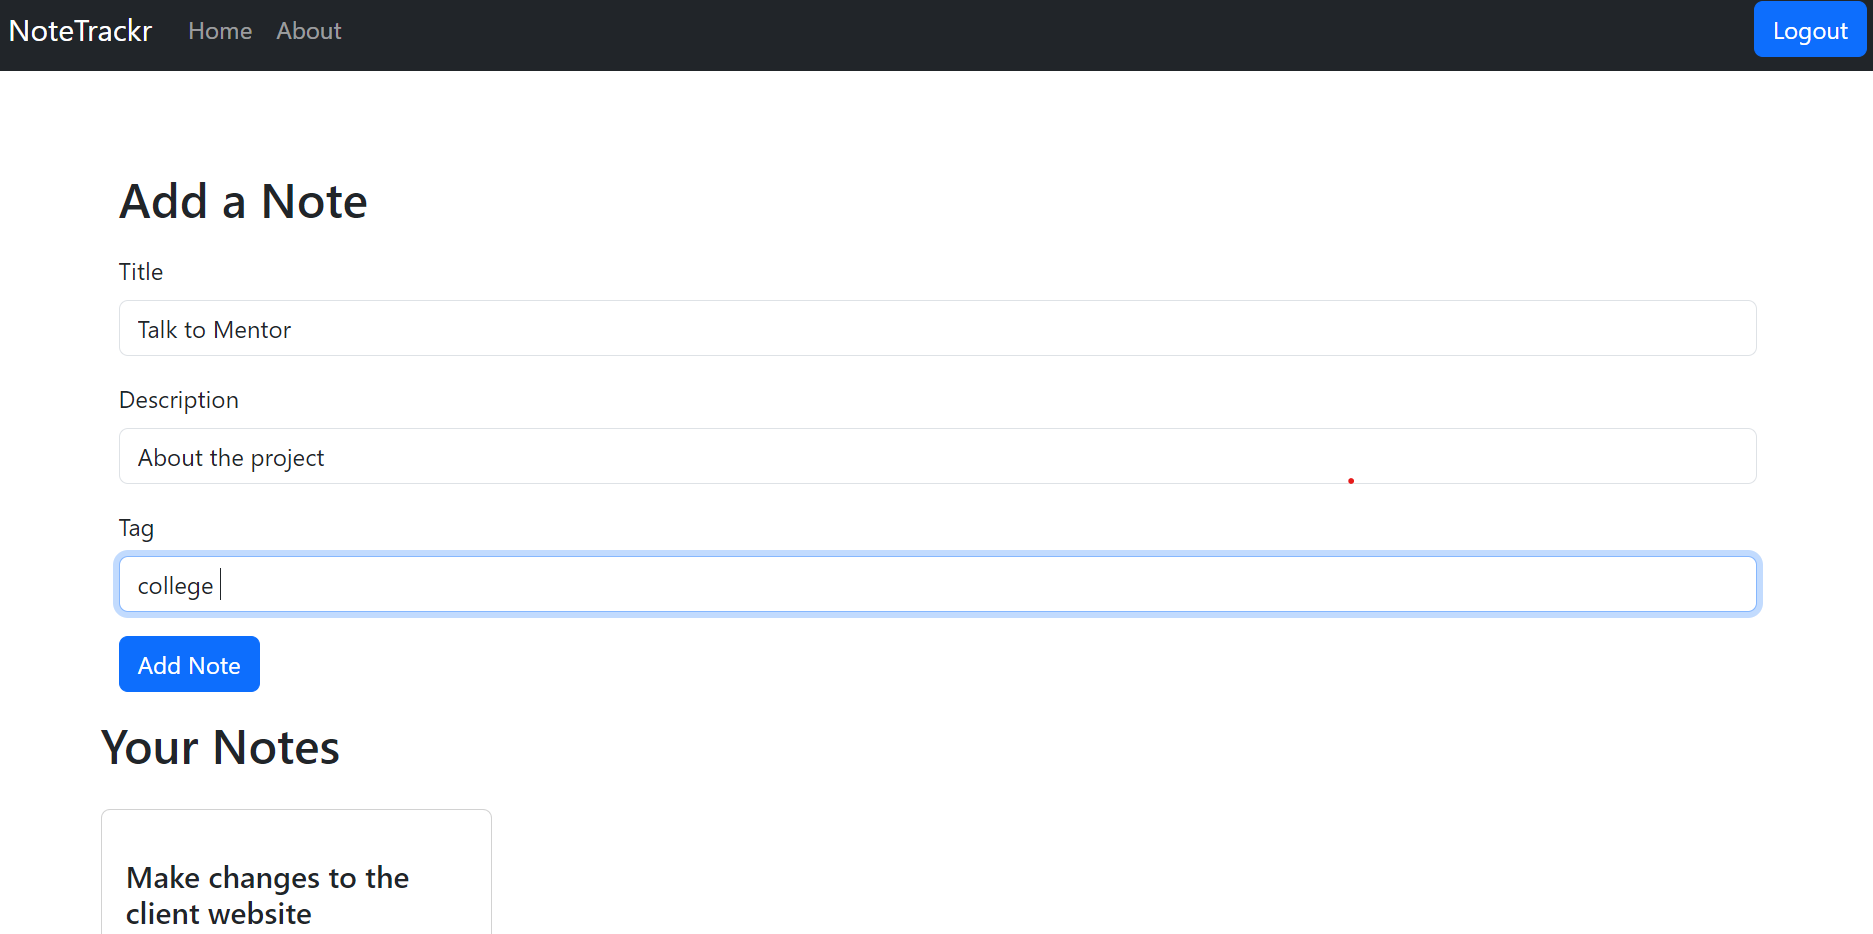 NoteTrackr Home About Logout
Add a Note
Title
Talk to Mentor
Description
About the project
Tag
college
Add Note
Your Notes
Make changes to the
client website